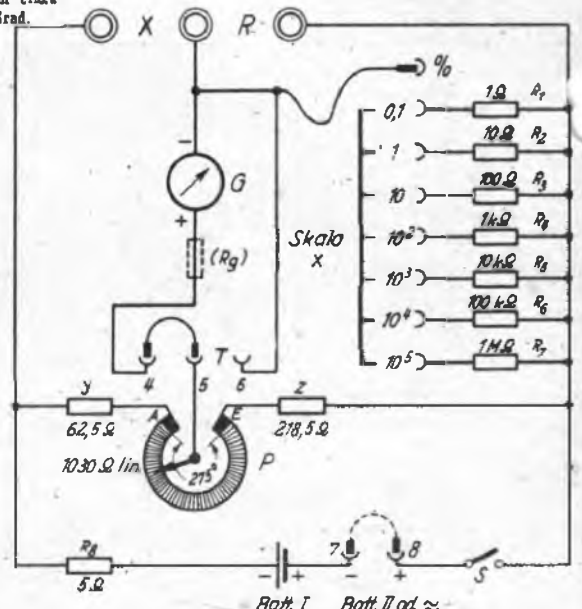 Grad.
X R
%
1Ω R1
0,1
10Ω R2
1
100Ω R3
10
1kΩ R4
10²
10kΩ R5
10³
100kΩ R6
10⁴
1MΩ R7
10⁵
Skala
x
−
G
+
(Rg)
T
4 5 6
y
62,5Ω
z
218,5Ω
A E
P
1030Ω lin.
275°
R8
5Ω
− +
7 8
− +
S
Batt. I Batt. II od. ≈